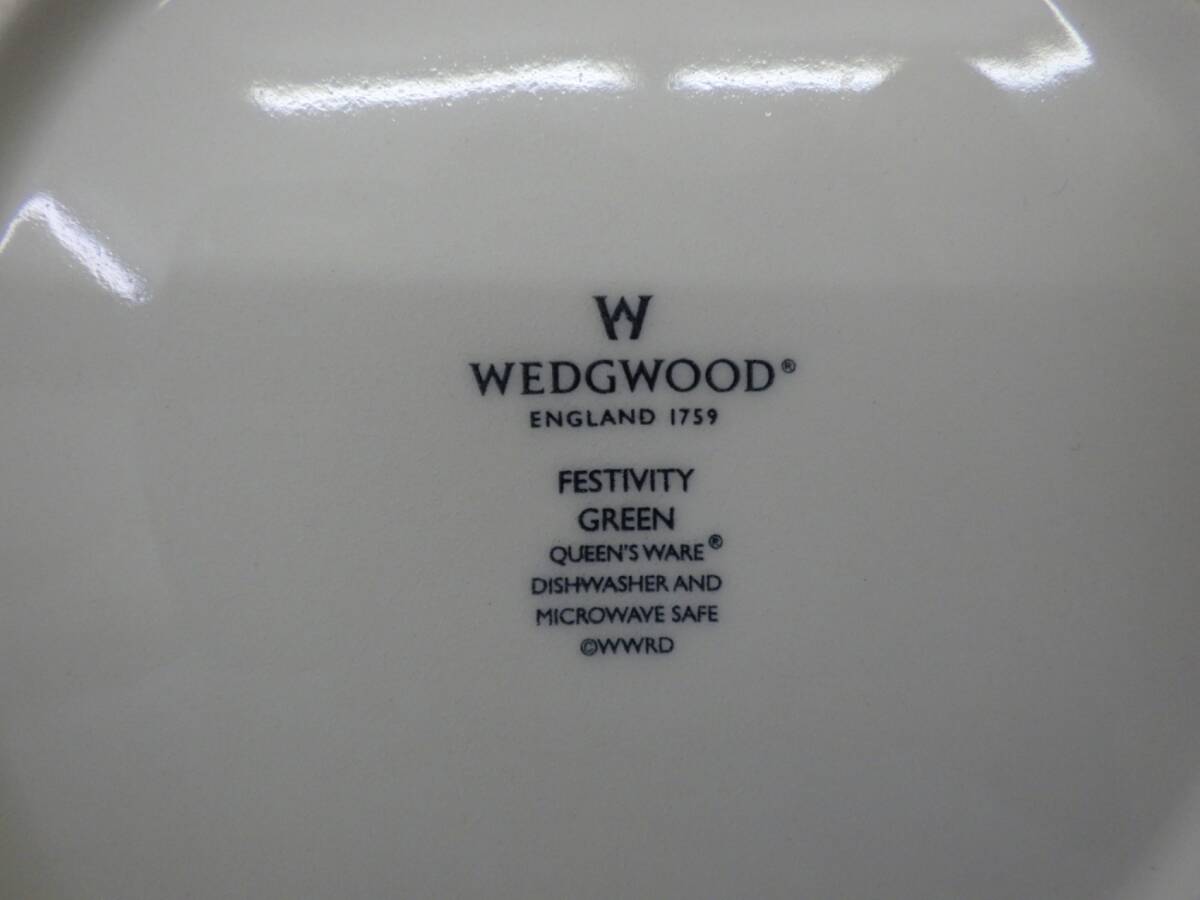 W
WEDGWOOD®
ENGLAND 1759
FESTIVITY
GREEN
QUEEN'S WARE®
DISHWASHER AND
MICROWAVE SAFE
©WWRD